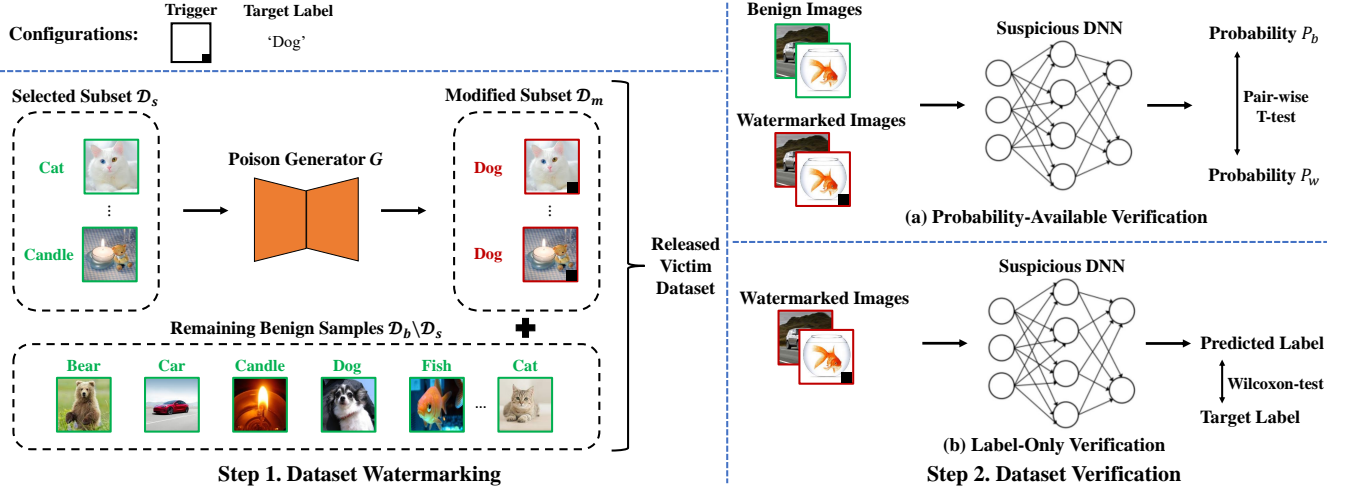 Configurations:
Trigger
Target Label
'Dog'
Selected Subset 𝒟ₛ
Cat
⋮
Candle
Poison Generator G
Modified Subset 𝒟ₘ
Dog
...
Dog
Released
Victim
Dataset
Remaining Benign Samples 𝒟_b\𝒟ₛ
Bear
Car
Candle
Dog
Fish
...
Cat
Step 1. Dataset Watermarking
Benign Images
Watermarked Images
Suspicious DNN
Probability P_b
Pair-wise
T-test
Probability P_w
(a) Probability-Available Verification
Watermarked Images
Suspicious DNN
Predicted Label
Wilcoxon-test
Target Label
(b) Label-Only Verification
Step 2. Dataset Verification